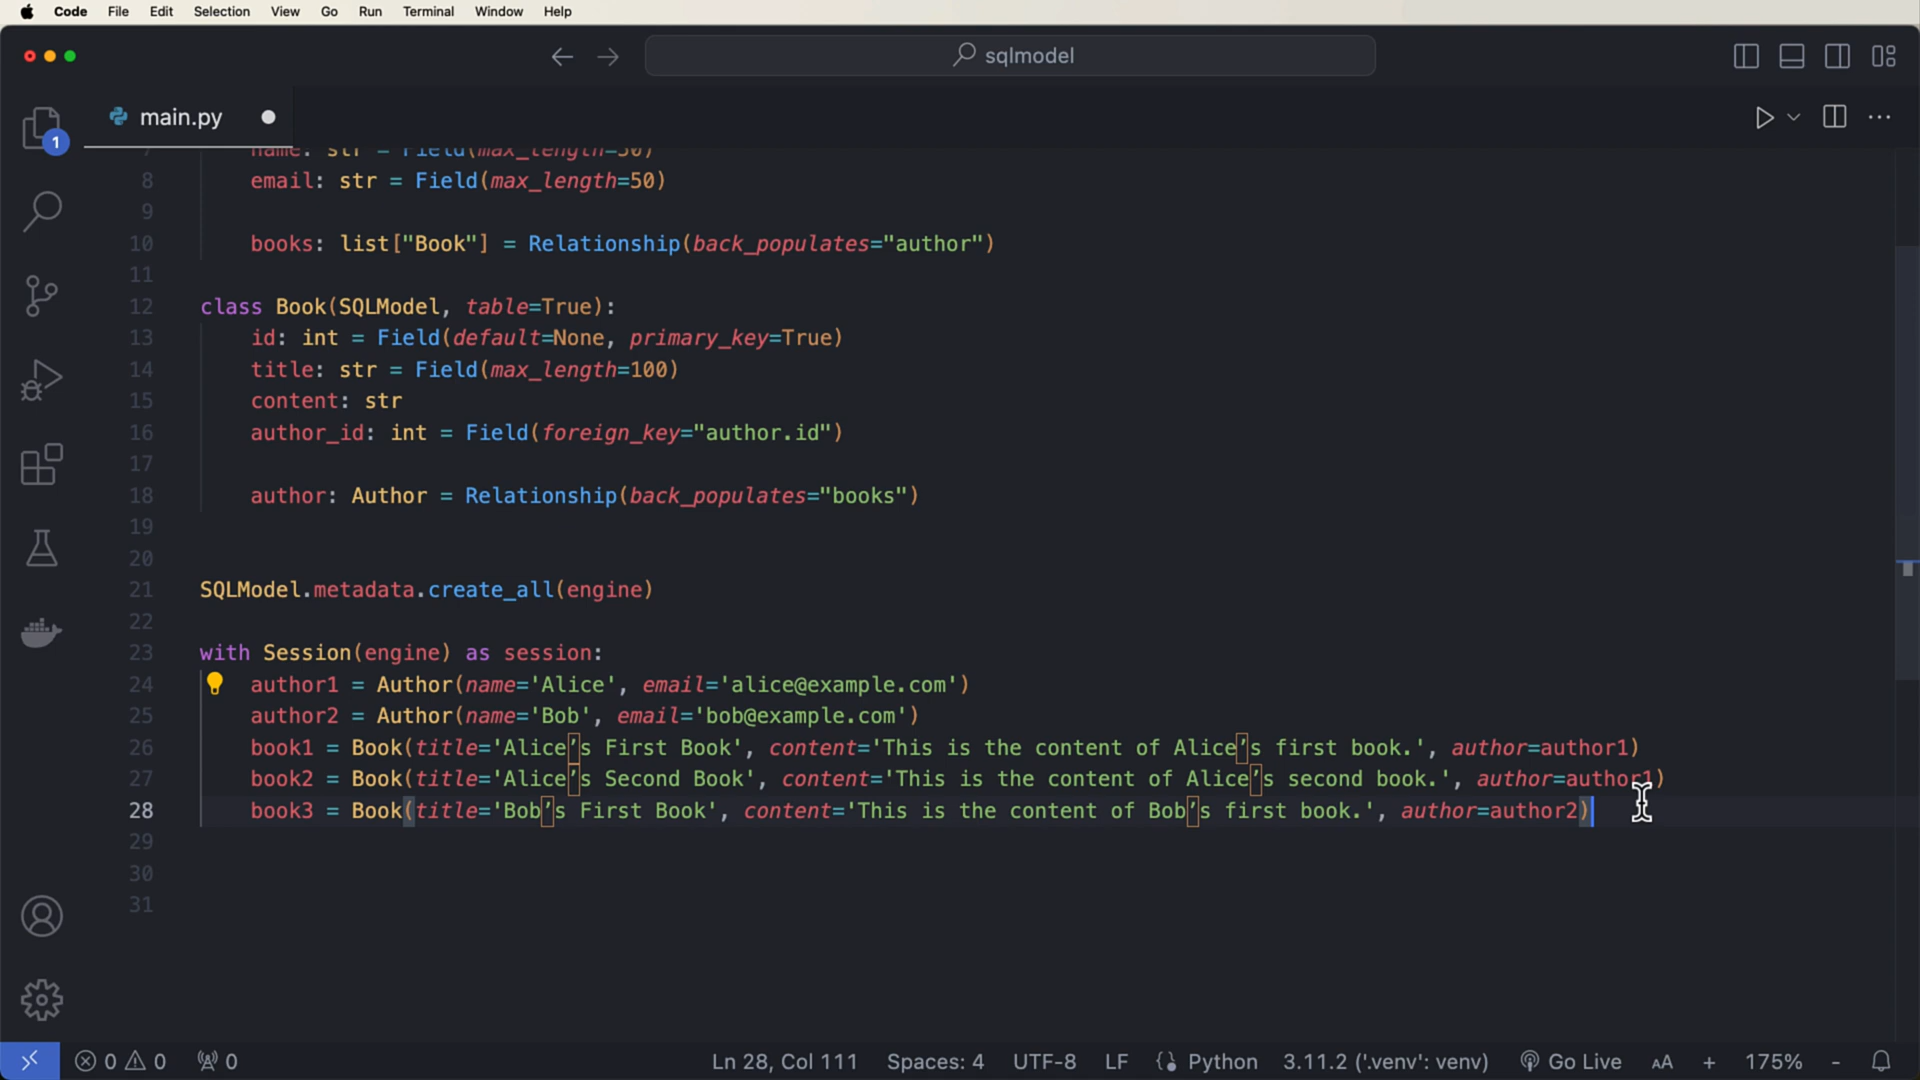 Code File Edit Selection View Go Run Terminal Window Help
sqlmodel
main.py
1
7     name: str = Field(max_length=50)
8     email: str = Field(max_length=50)
9
10     books: list["Book"] = Relationship(back_populates="author")
11
12 class Book(SQLModel, table=True):
13     id: int = Field(default=None, primary_key=True)
14     title: str = Field(max_length=100)
15     content: str
16     author_id: int = Field(foreign_key="author.id")
17
18     author: Author = Relationship(back_populates="books")
19
20
21 SQLModel.metadata.create_all(engine)
22
23 with Session(engine) as session:
24     author1 = Author(name='Alice', email='alice@example.com')
25     author2 = Author(name='Bob', email='bob@example.com')
26     book1 = Book(title='Alice’s First Book', content='This is the content of Alice’s first book.', author=author1)
27     book2 = Book(title='Alice’s Second Book', content='This is the content of Alice’s second book.', author=author1)
28     book3 = Book(title='Bob’s First Book', content='This is the content of Bob’s first book.', author=author2)
29
30
31
0 0 0 Ln 28, Col 111 Spaces: 4 UTF-8 LF Python 3.11.2 ('.venv': venv) Go Live AA + 175% -